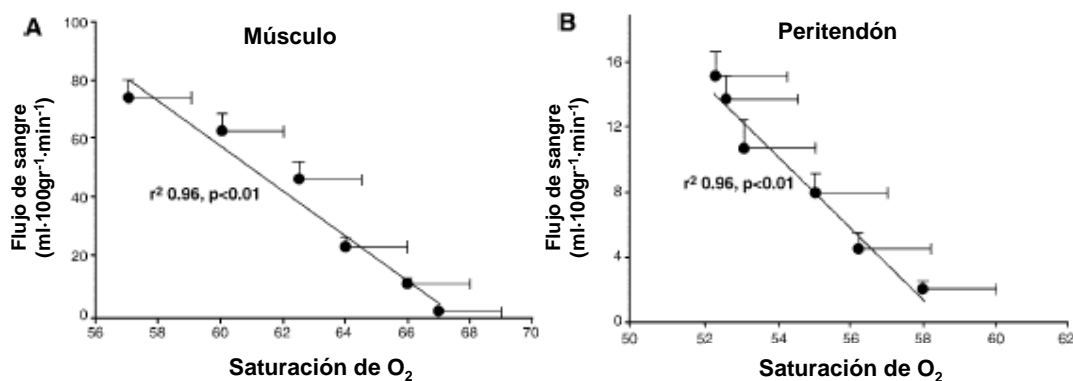 A
Músculo
Flujo de sangre
(ml·100gr⁻¹·min⁻¹)
100
80
60
40
20
0
r² 0.96, p<0.01
56
60
62
64
66
68
70
Saturación de O₂
B
Peritendón
Flujo de sangre
(ml·100gr⁻¹·min⁻¹)
16
12
8
4
0
r² 0.96, p<0.01
50
52
54
56
58
60
62
Saturación de O₂